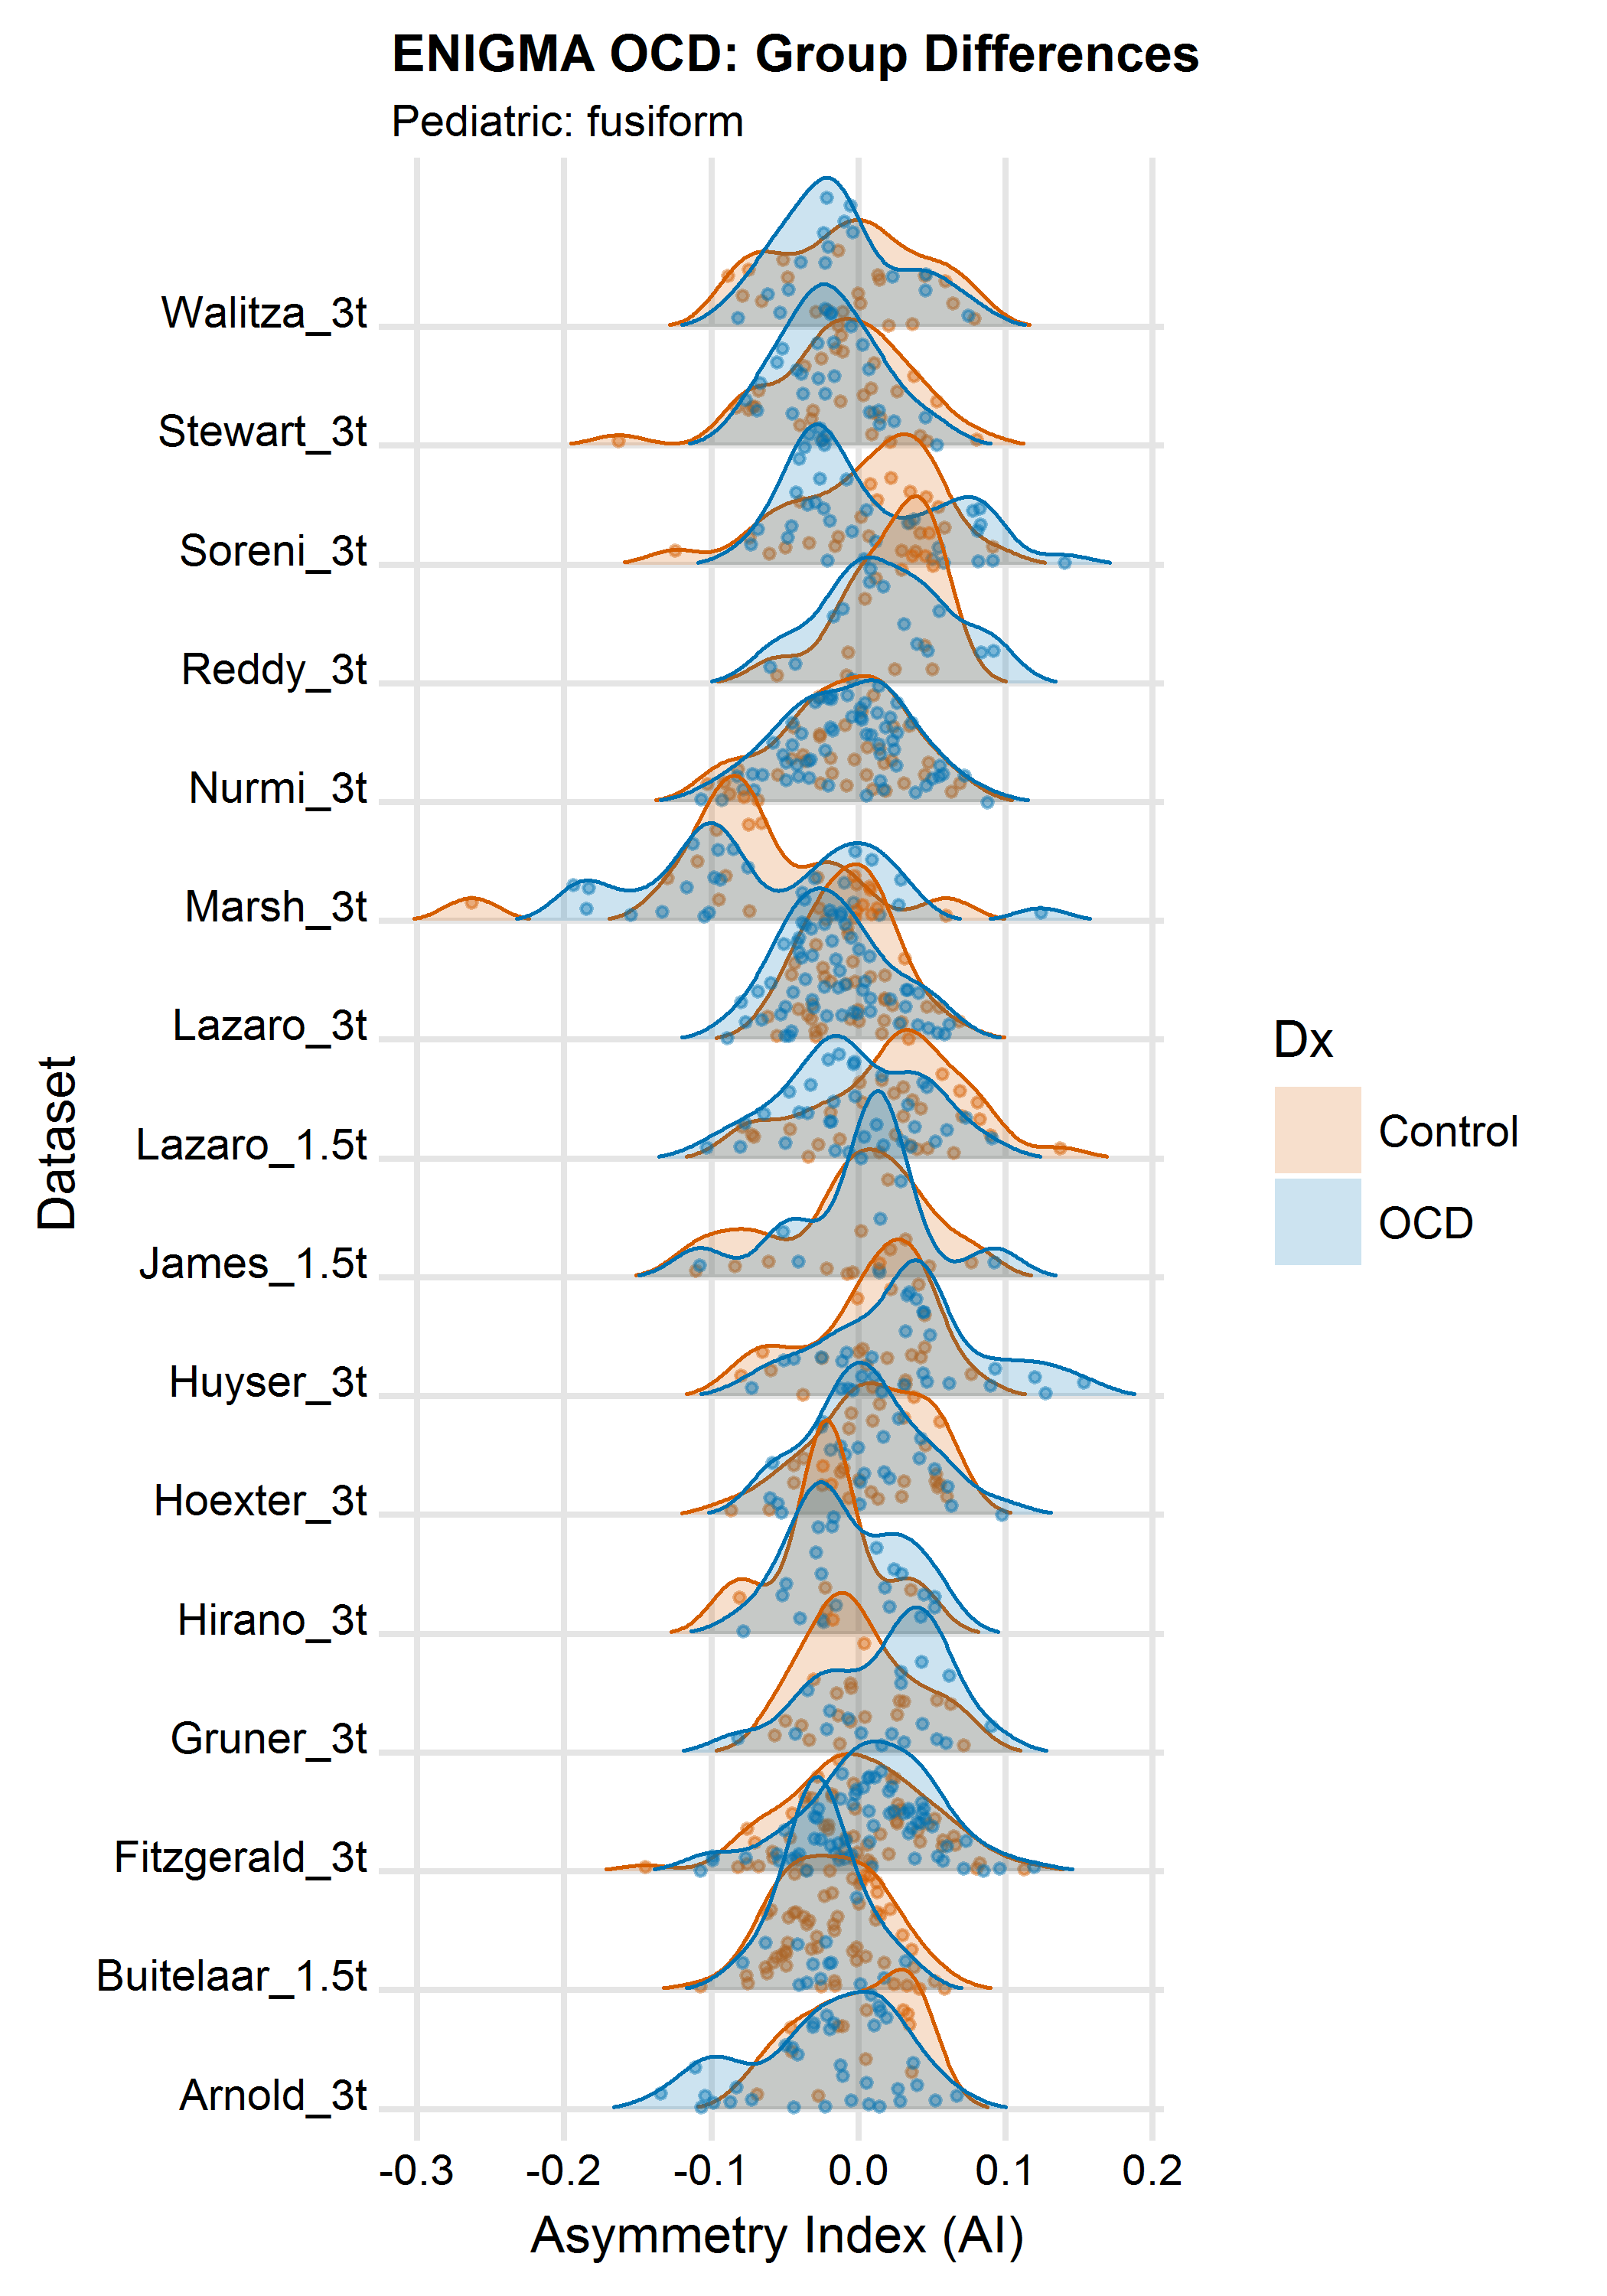 ENIGMA OCD: Group Differences
Pediatric: fusiform
Walitza_3t
Stewart_3t
Soreni_3t
Reddy_3t
Nurmi_3t
Marsh_3t
Lazaro_3t
Lazaro_1.5t
James_1.5t
Huyser_3t
Hoexter_3t
Hirano_3t
Gruner_3t
Fitzgerald_3t
Buitelaar_1.5t
Arnold_3t
Dataset
-0.3 -0.2 -0.1 0.0 0.1 0.2
Asymmetry Index (AI)
Dx
Control
OCD